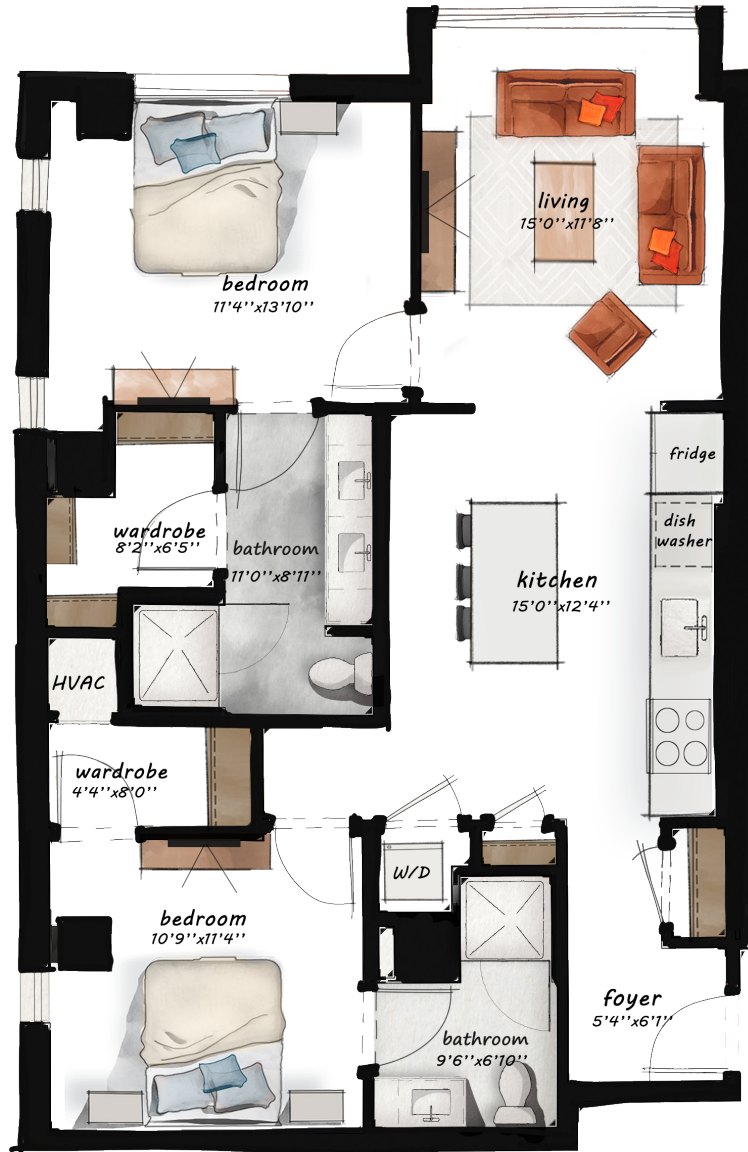 living
15'0''x11'8''
bedroom
11'4''x13'10''
fridge
dish
washer
wardrobe
8'2''x6'5''
bathroom
11'0''x8'11''
kitchen
15'0''x12'4''
HVAC
wardrobe
4'4''x8'0''
W/D
bedroom
10'9''x11'4''
foyer
5'4''x6'1''
bathroom
9'6''x6'10''